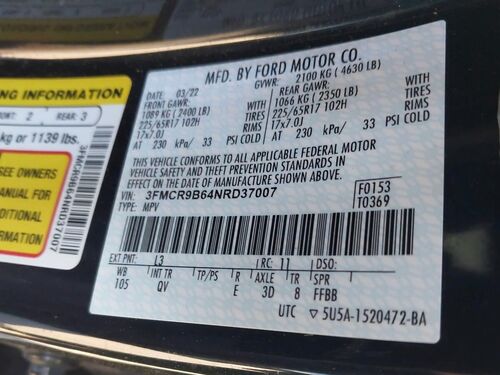 MFD. BY FORD MOTOR CO.
DATE: 03/22
GVWR: 2100 KG ( 4630 LB)
FRONT GAWR:
REAR GAWR:
1089 KG ( 2400 LB)
1066 KG ( 2350 LB)
225/65R17 102H TIRES
225/65R17 102H TIRES
17x7.0J RIMS
17x7.0J RIMS
AT 230 kPa/ 33 PSI COLD
AT 230 kPa/ 33 PSI COLD
THIS VEHICLE CONFORMS TO ALL APPLICABLE FEDERAL MOTOR
VEHICLE SAFETY AND THEFT PREVENTION STANDARDS IN
EFFECT ON THE DATE OF MANUFACTURE SHOWN ABOVE.
VIN: 3FMCR9B64NRD37007
TYPE: MPV
F0153
T0369
EXT PNT: L3 RC: 11 DSO:
WB INT TR TP/PS R AXLE TR SPR
105 QV E 3D 8 FFBB
UTC 5U5A-1520472-BA
NG INFORMATION
ONT: 2 REAR: 3
kg or 1139 lbs.
ER'S
NUAL FOR
DITIONAL
FORMATION
3FMCR9B64NRD37007